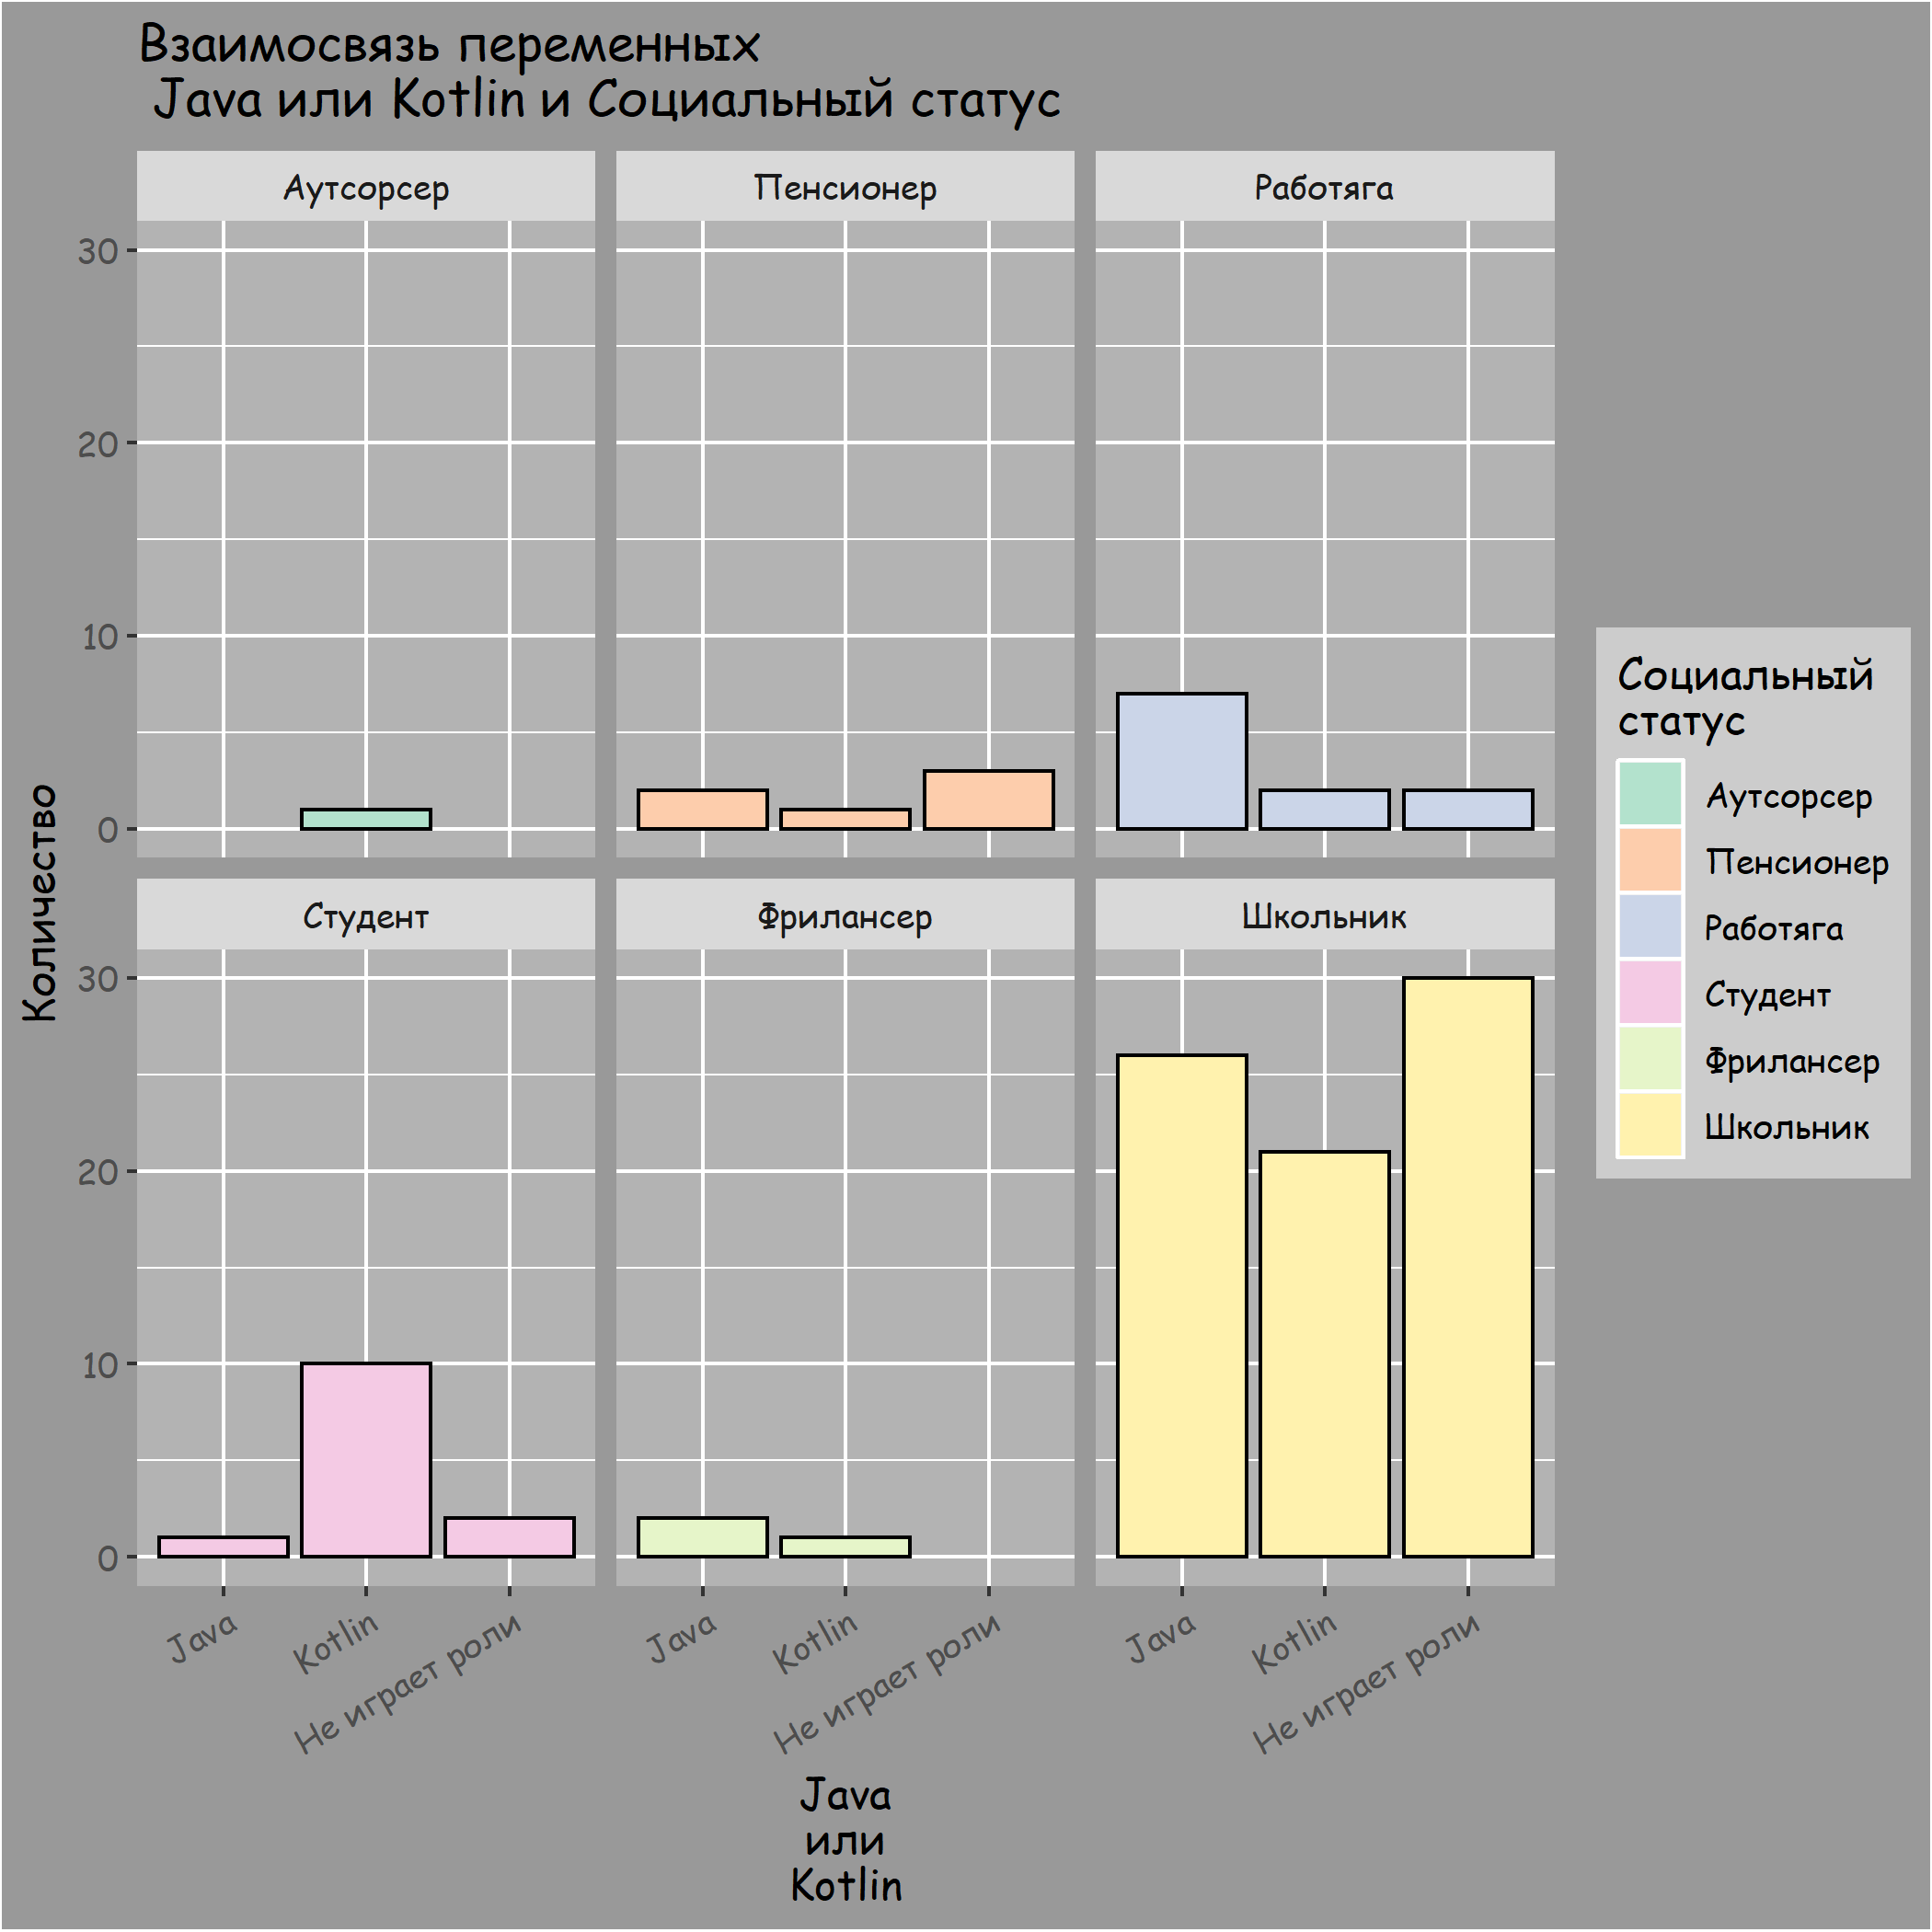 Взаимосвязь переменных
Java или Kotlin и Социальный статус
Аутсорсер
Пенсионер
Работяга
30
20
10
0
Количество
Студент
Фрилансер
Школьник
30
20
10
0
Java
Kotlin
Не играет роли
Java
Kotlin
Не играет роли
Java
Kotlin
Не играет роли
Java
или
Kotlin
Социальный
статус
Аутсорсер
Пенсионер
Работяга
Студент
Фрилансер
Школьник